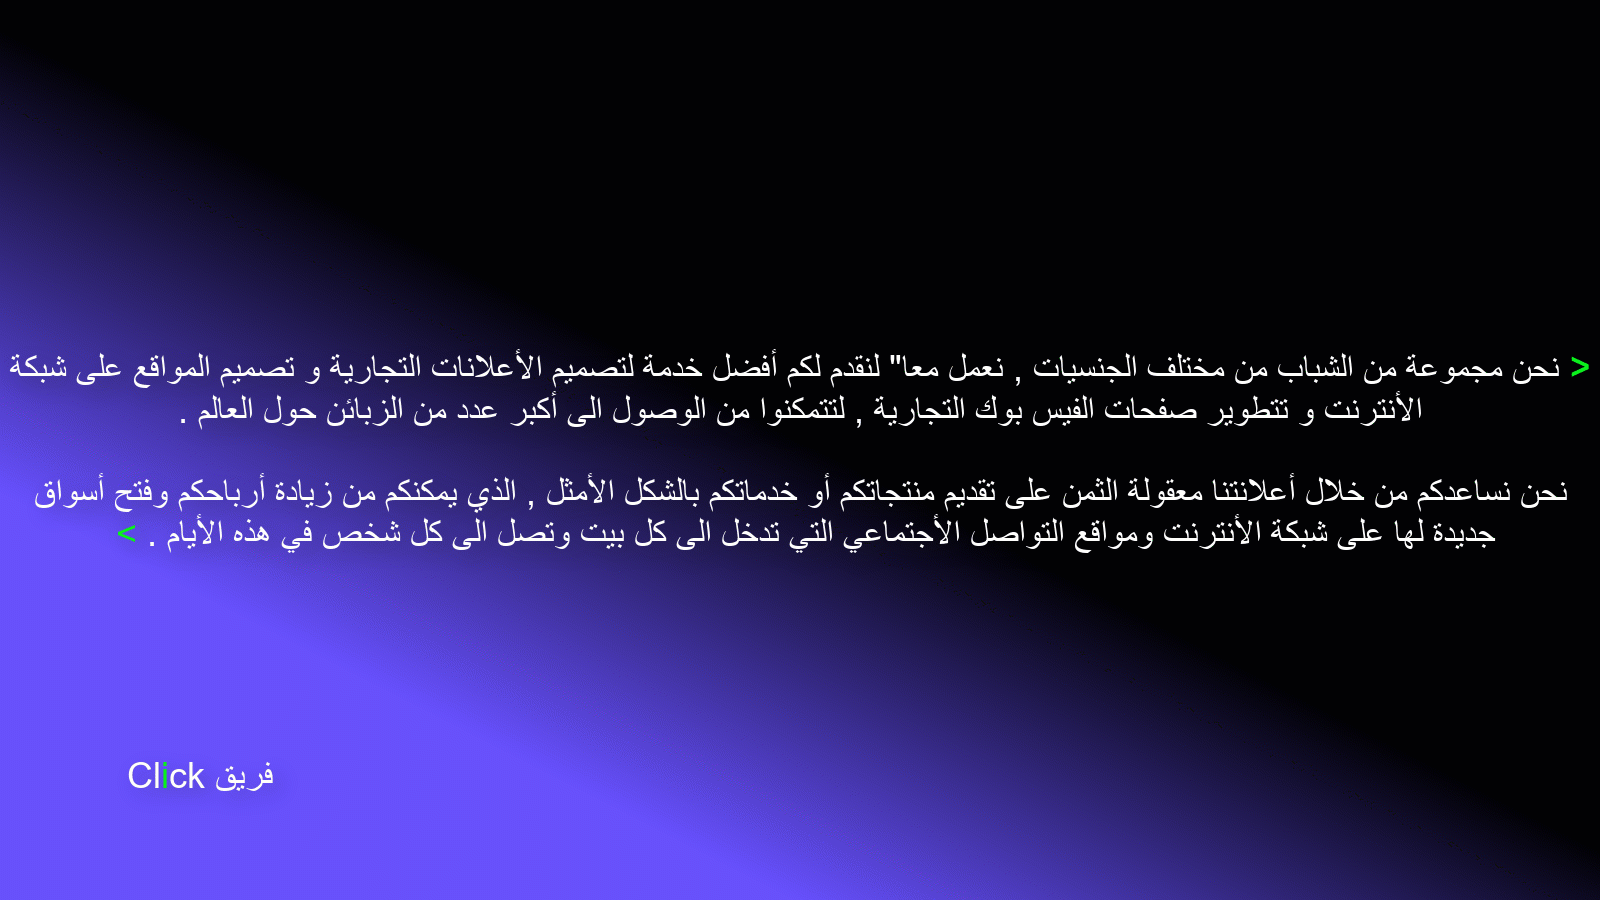 < نحن مجموعة من الشباب من مختلف الجنسيات , نعمل معا" لنقدم لكم أفضل خدمة لتصميم الأعلانات التجارية و تصميم المواقع على شبكة
الأنترنت و تتطوير صفحات الفيس بوك التجارية , لتتمكنوا من الوصول الى أكبر عدد من الزبائن حول العالم .
نحن نساعدكم من خلال أعلانتنا معقولة الثمن على تقديم منتجاتكم أو خدماتكم بالشكل الأمثل , الذي يمكنكم من زيادة أرباحكم وفتح أسواق
جديدة لها على شبكة الأنترنت ومواقع التواصل الأجتماعي التي تدخل الى كل بيت وتصل الى كل شخص في هذه الأيام . >
فريق Click